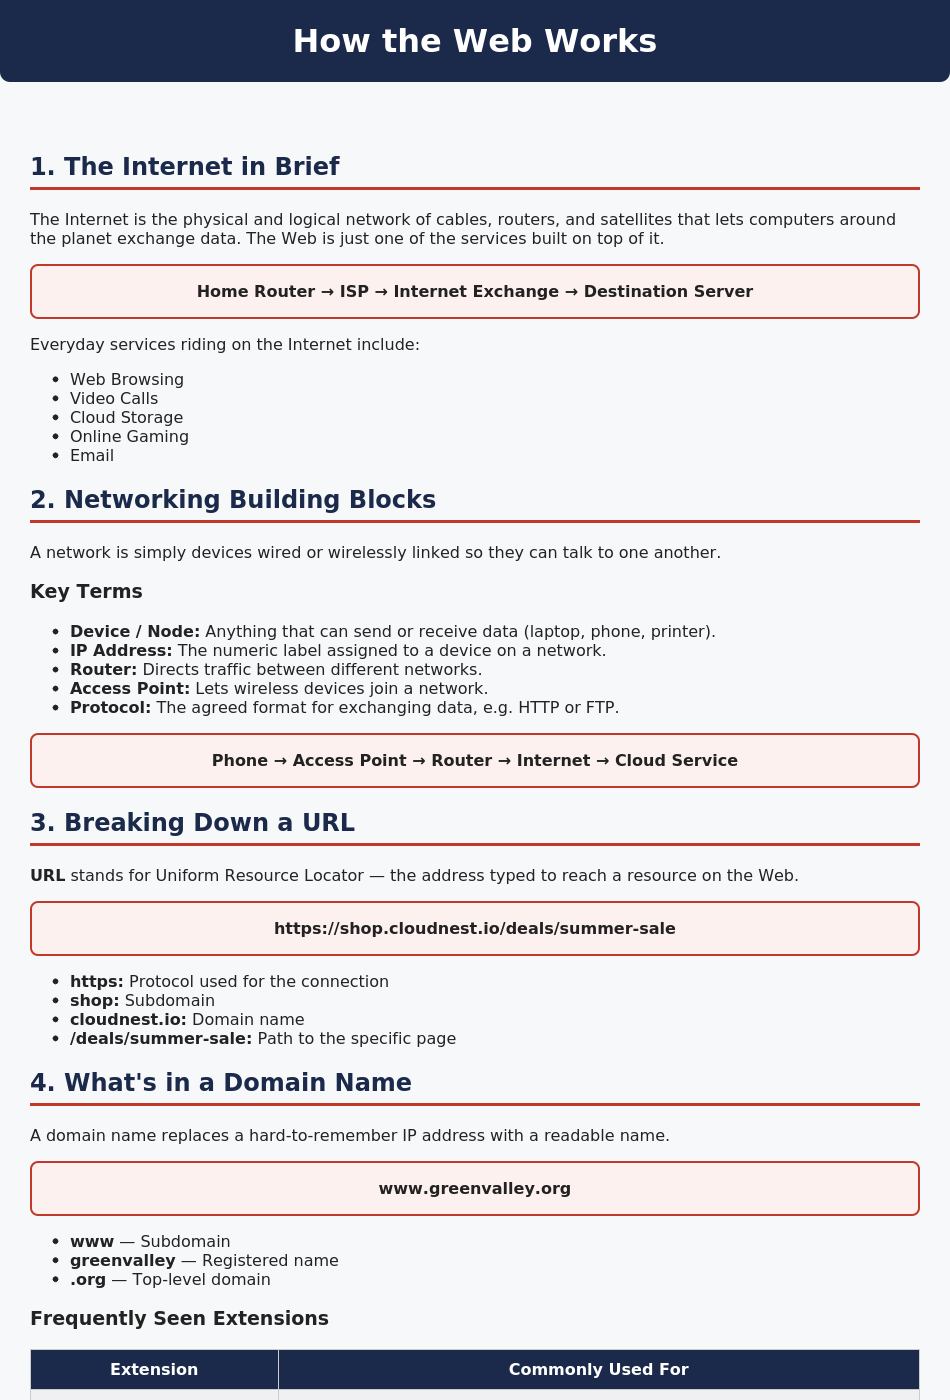 How the Web Works
1. The Internet in Brief
The Internet is the physical and logical network of cables, routers, and satellites that lets computers around
the planet exchange data. The Web is just one of the services built on top of it.
Home Router → ISP → Internet Exchange → Destination Server
Everyday services riding on the Internet include:
• Web Browsing
• Video Calls
• Cloud Storage
• Online Gaming
• Email
2. Networking Building Blocks
A network is simply devices wired or wirelessly linked so they can talk to one another.
Key Terms
• Device / Node: Anything that can send or receive data (laptop, phone, printer).
• IP Address: The numeric label assigned to a device on a network.
• Router: Directs traffic between different networks.
• Access Point: Lets wireless devices join a network.
• Protocol: The agreed format for exchanging data, e.g. HTTP or FTP.
Phone → Access Point → Router → Internet → Cloud Service
3. Breaking Down a URL
URL stands for Uniform Resource Locator — the address typed to reach a resource on the Web.
https://shop.cloudnest.io/deals/summer-sale
• https: Protocol used for the connection
• shop: Subdomain
• cloudnest.io: Domain name
• /deals/summer-sale: Path to the specific page
4. What's in a Domain Name
A domain name replaces a hard-to-remember IP address with a readable name.
www.greenvalley.org
• www — Subdomain
• greenvalley — Registered name
• .org — Top-level domain
Frequently Seen Extensions
Extension Commonly Used For